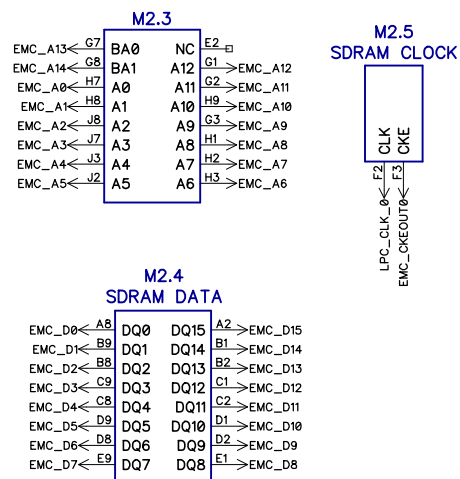 M2.3
EMC_A13 G7 BA0 NC E2
EMC_A14 G8 BA1 A12 G1 EMC_A12
EMC_A0 H7 A0 A11 G2 EMC_A11
EMC_A1 H8 A1 A10 H9 EMC_A10
EMC_A2 J8 A2 A9 G3 EMC_A9
EMC_A3 J7 A3 A8 H1 EMC_A8
EMC_A4 J3 A4 A7 H2 EMC_A7
EMC_A5 J2 A5 A6 H3 EMC_A6
M2.5
SDRAM CLOCK
CLK
CKE
F2
F3
LPC_CLK_0
EMC_CKEOUT0
M2.4
SDRAM DATA
EMC_D0 A8 DQ0 DQ15 A2 EMC_D15
EMC_D1 B9 DQ1 DQ14 B1 EMC_D14
EMC_D2 B8 DQ2 DQ13 B2 EMC_D13
EMC_D3 C9 DQ3 DQ12 C1 EMC_D12
EMC_D4 C8 DQ4 DQ11 C2 EMC_D11
EMC_D5 D9 DQ5 DQ10 D1 EMC_D10
EMC_D6 D8 DQ6 DQ9 D2 EMC_D9
EMC_D7 E9 DQ7 DQ8 E1 EMC_D8